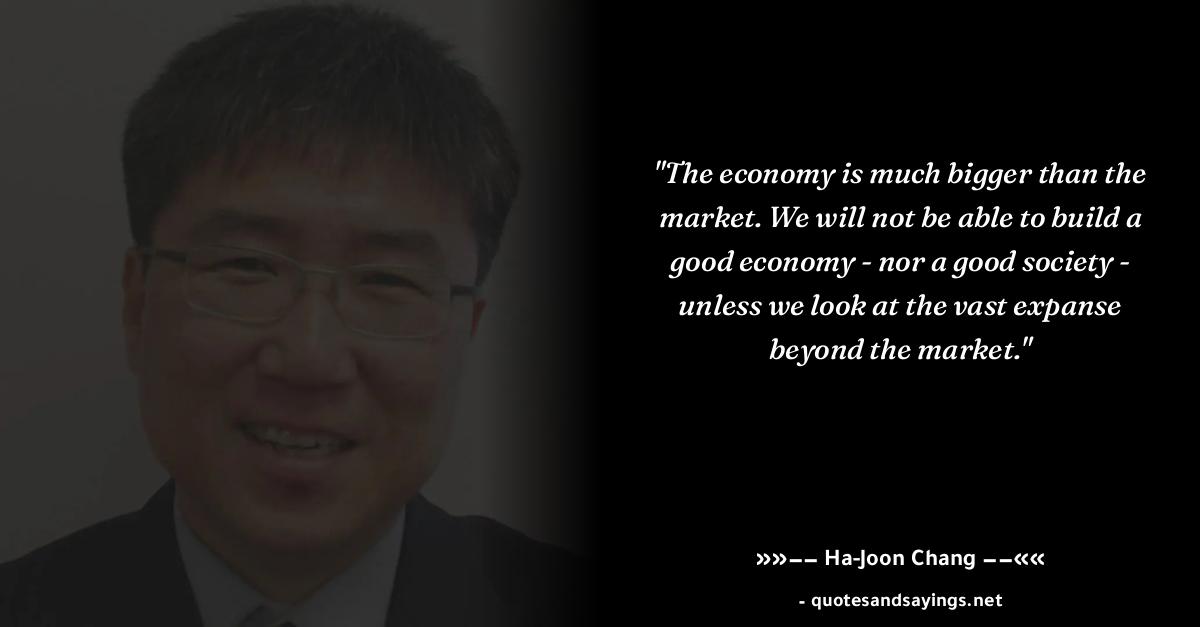 "The economy is much bigger than the
market. We will not be able to build a
good economy - nor a good society -
unless we look at the vast expanse
beyond the market."
»»–– Ha-Joon Chang ––««
- quotesandsayings.net